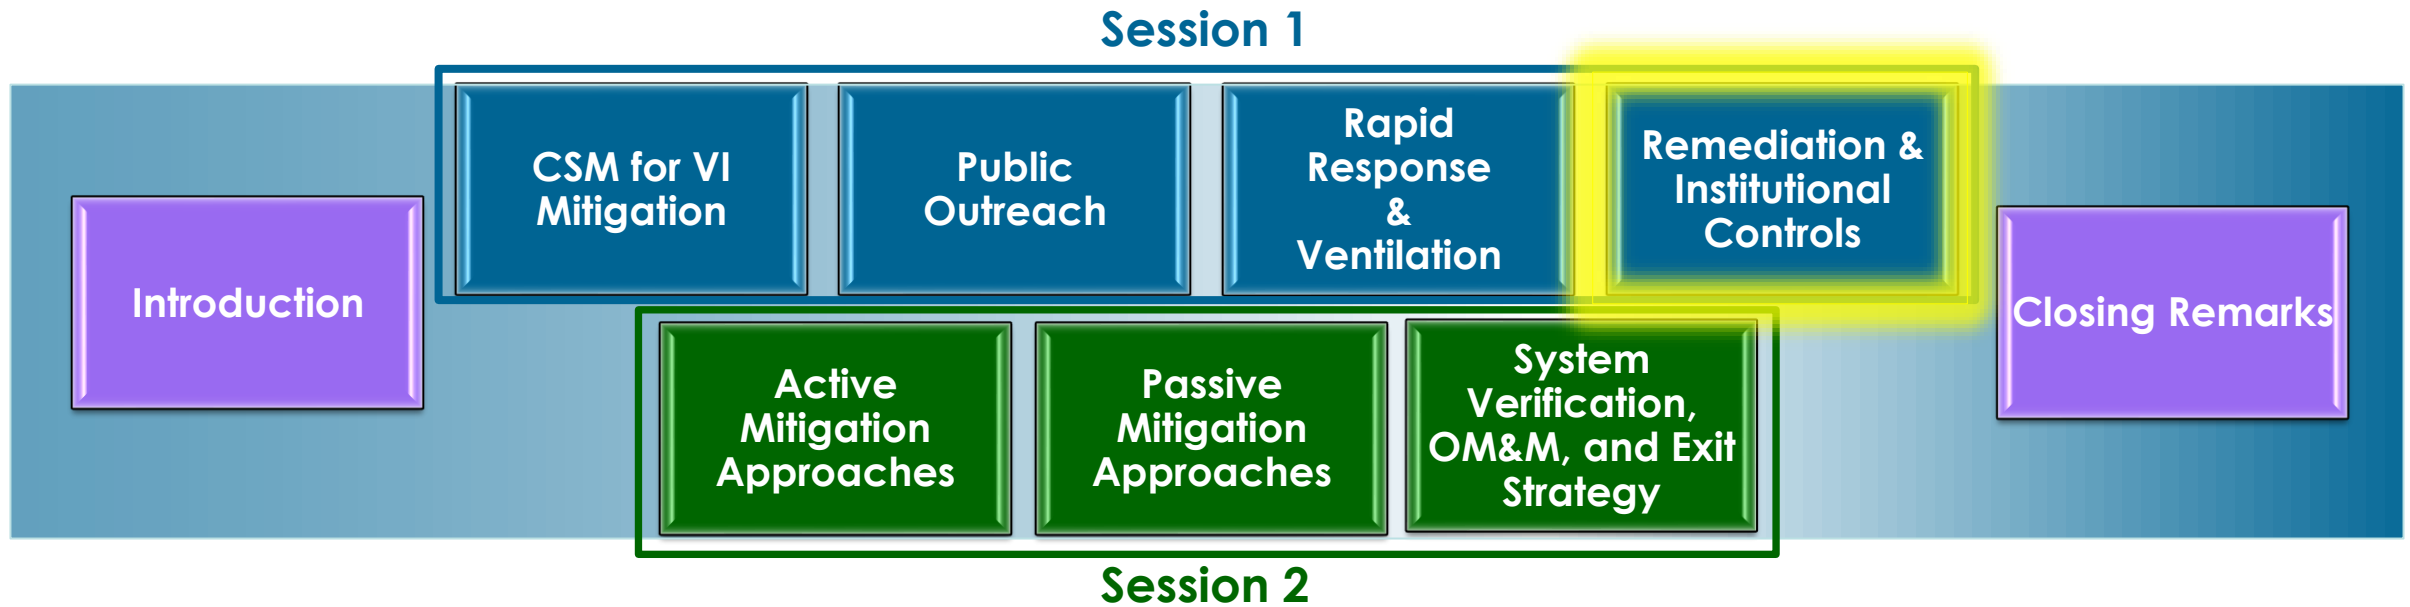 Session 1
Introduction
CSM for VI
Mitigation
Public
Outreach
Rapid
Response
&
Ventilation
Remediation &
Institutional
Controls
Active
Mitigation
Approaches
Passive
Mitigation
Approaches
System
Verification,
OM&M, and Exit
Strategy
Closing Remarks
Session 2